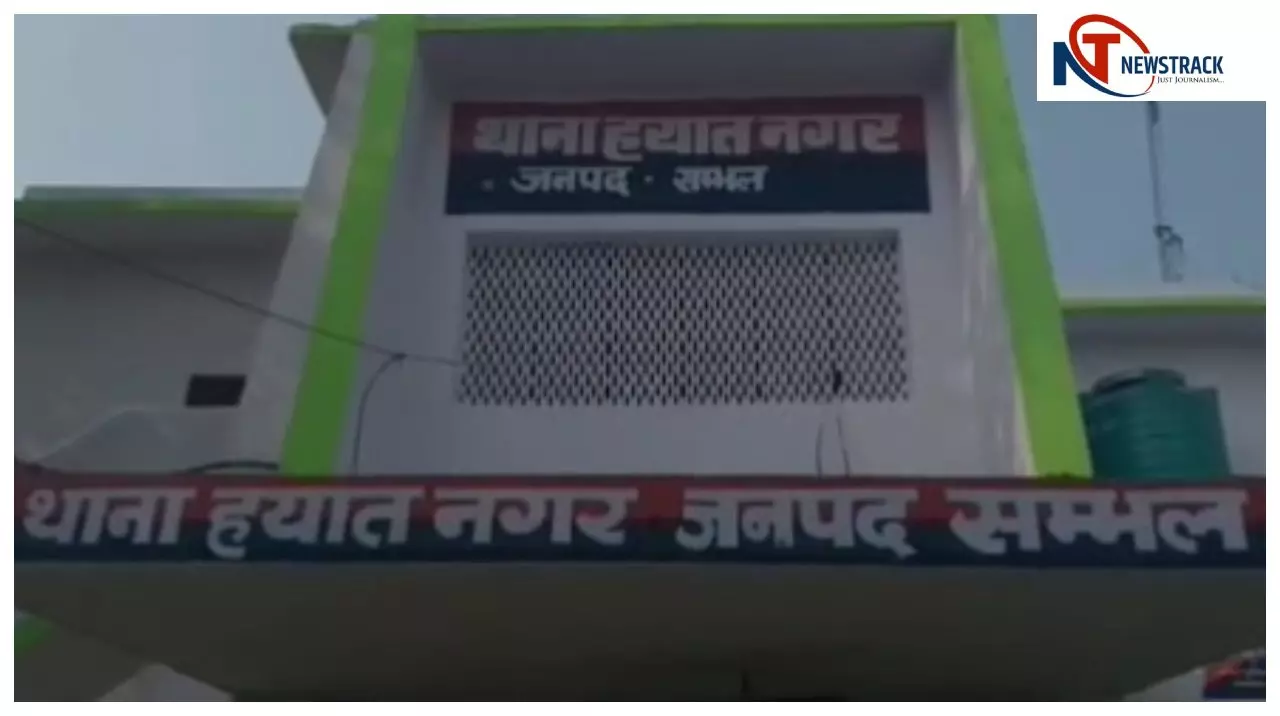 NT NEWSTRACK
JUST JOURNALISM...
थाना हयात नगर
जनपद · सम्भल
थाना हयात नगर जनपद सम्भल